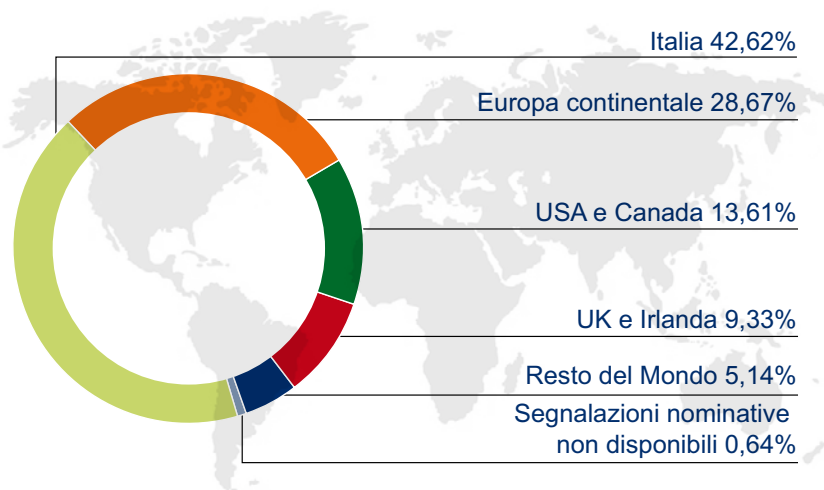 Italia 42,62%
Europa continentale 28,67%
USA e Canada 13,61%
UK e Irlanda 9,33%
Resto del Mondo 5,14%
Segnalazioni nominative
non disponibili 0,64%